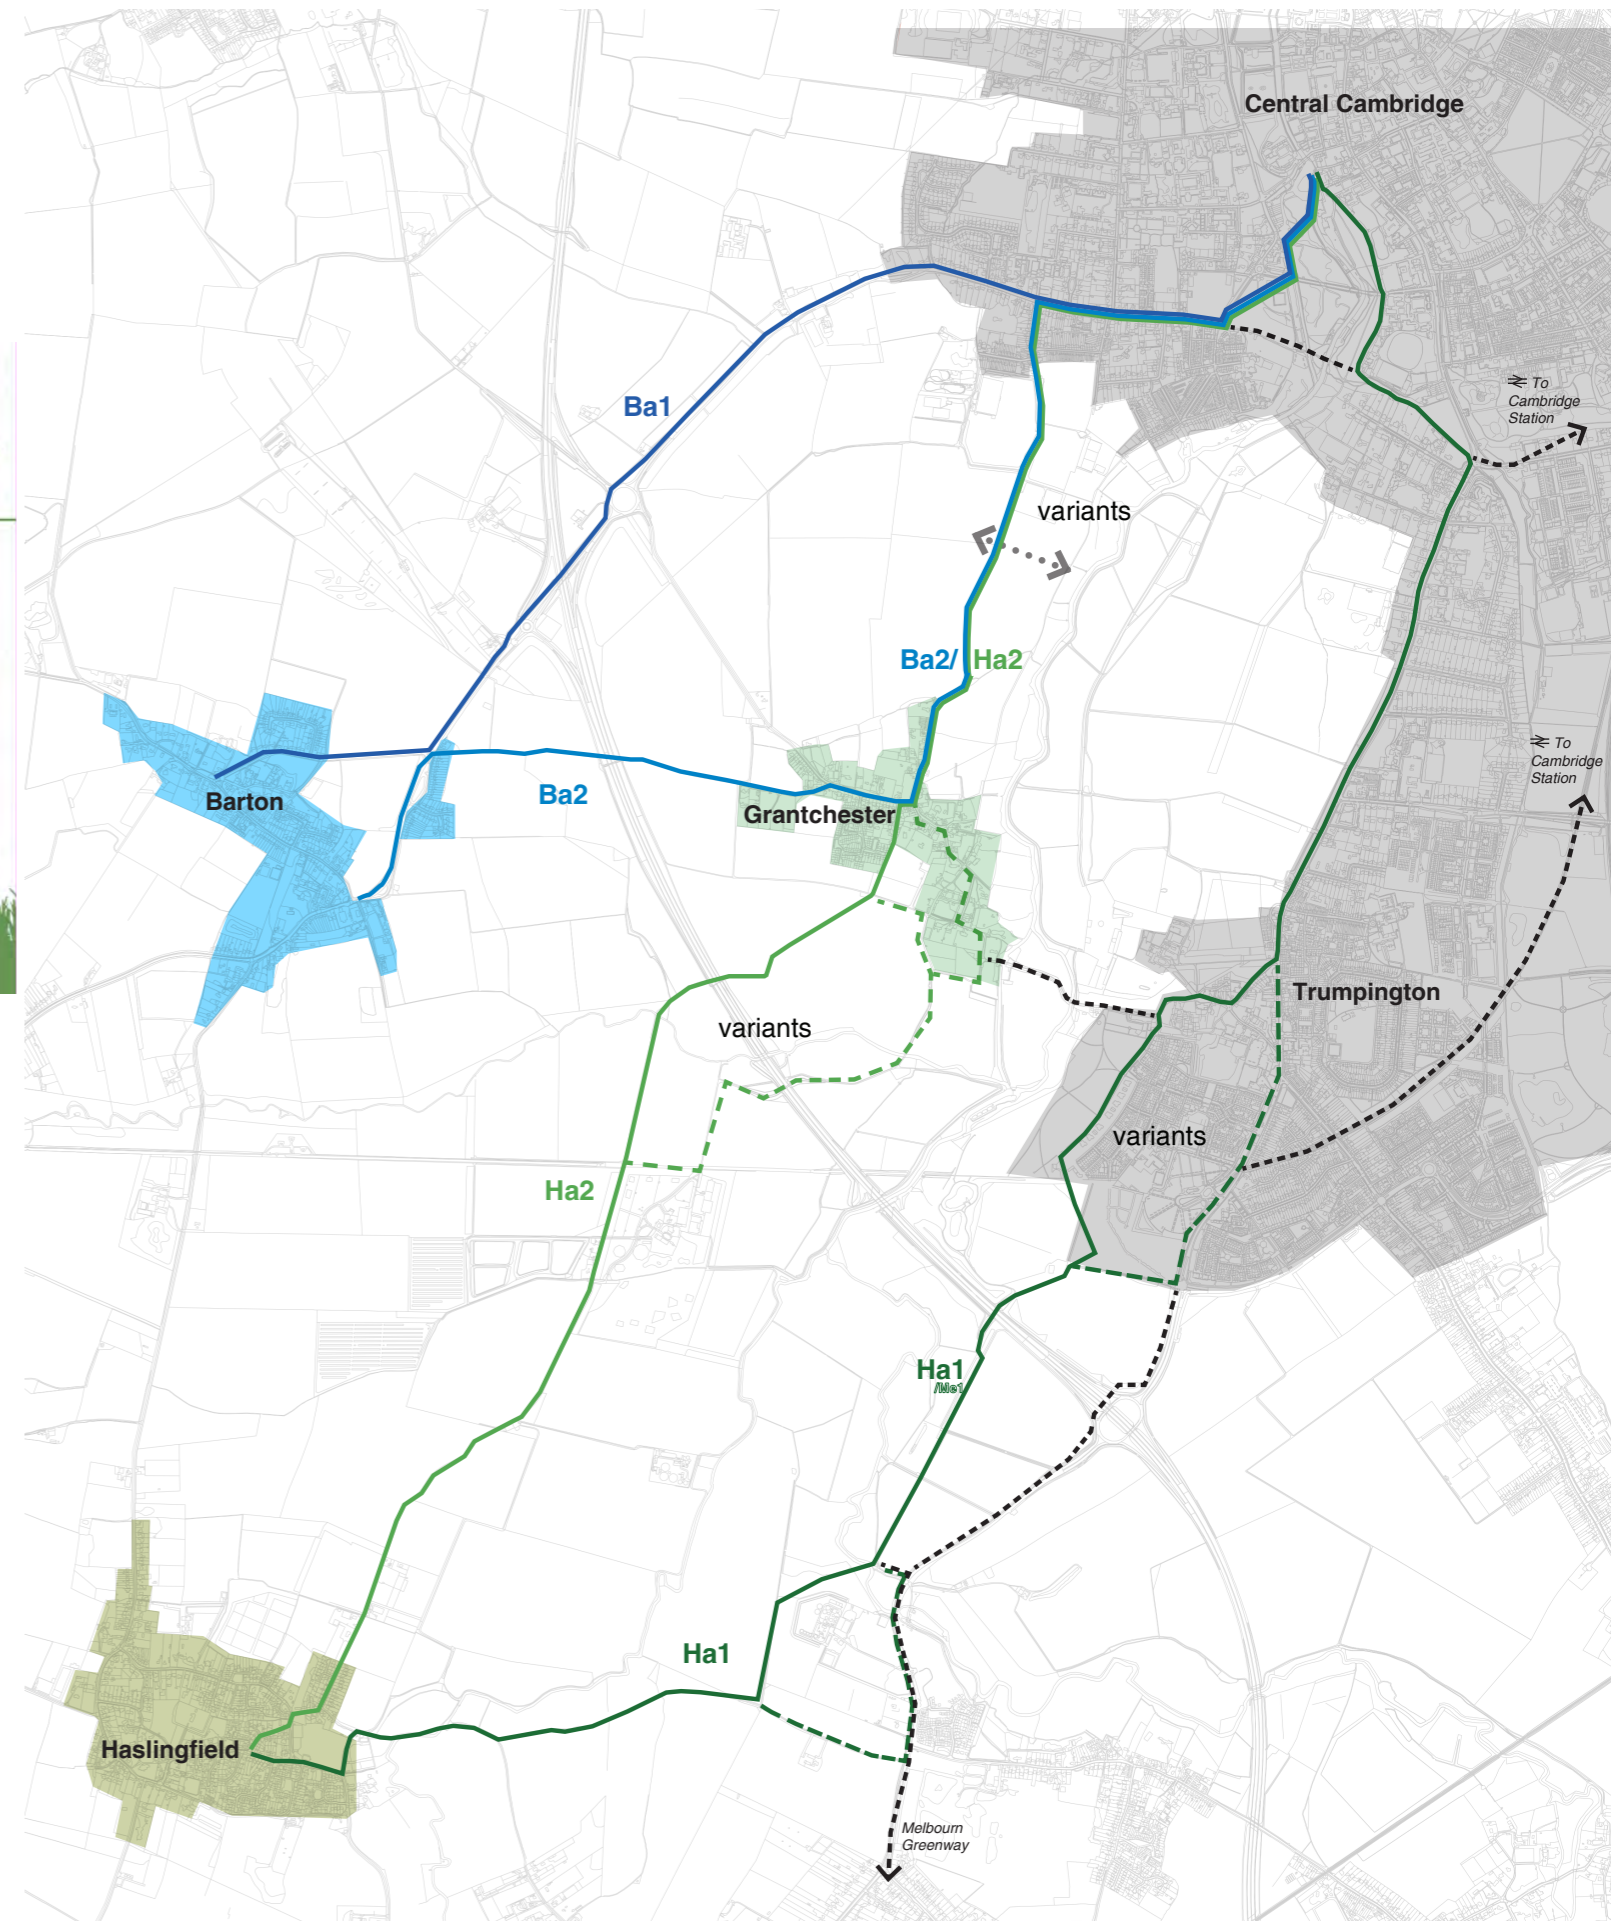 Central Cambridge
To
Cambridge
Station
Ba1
variants
Ba2/ Ha2
To
Cambridge
Station
Barton
Ba2
Grantchester
Trumpington
variants
variants
Ha2
Ha1
/Me1
Ha1
Haslingfield
Melbourn
Greenway